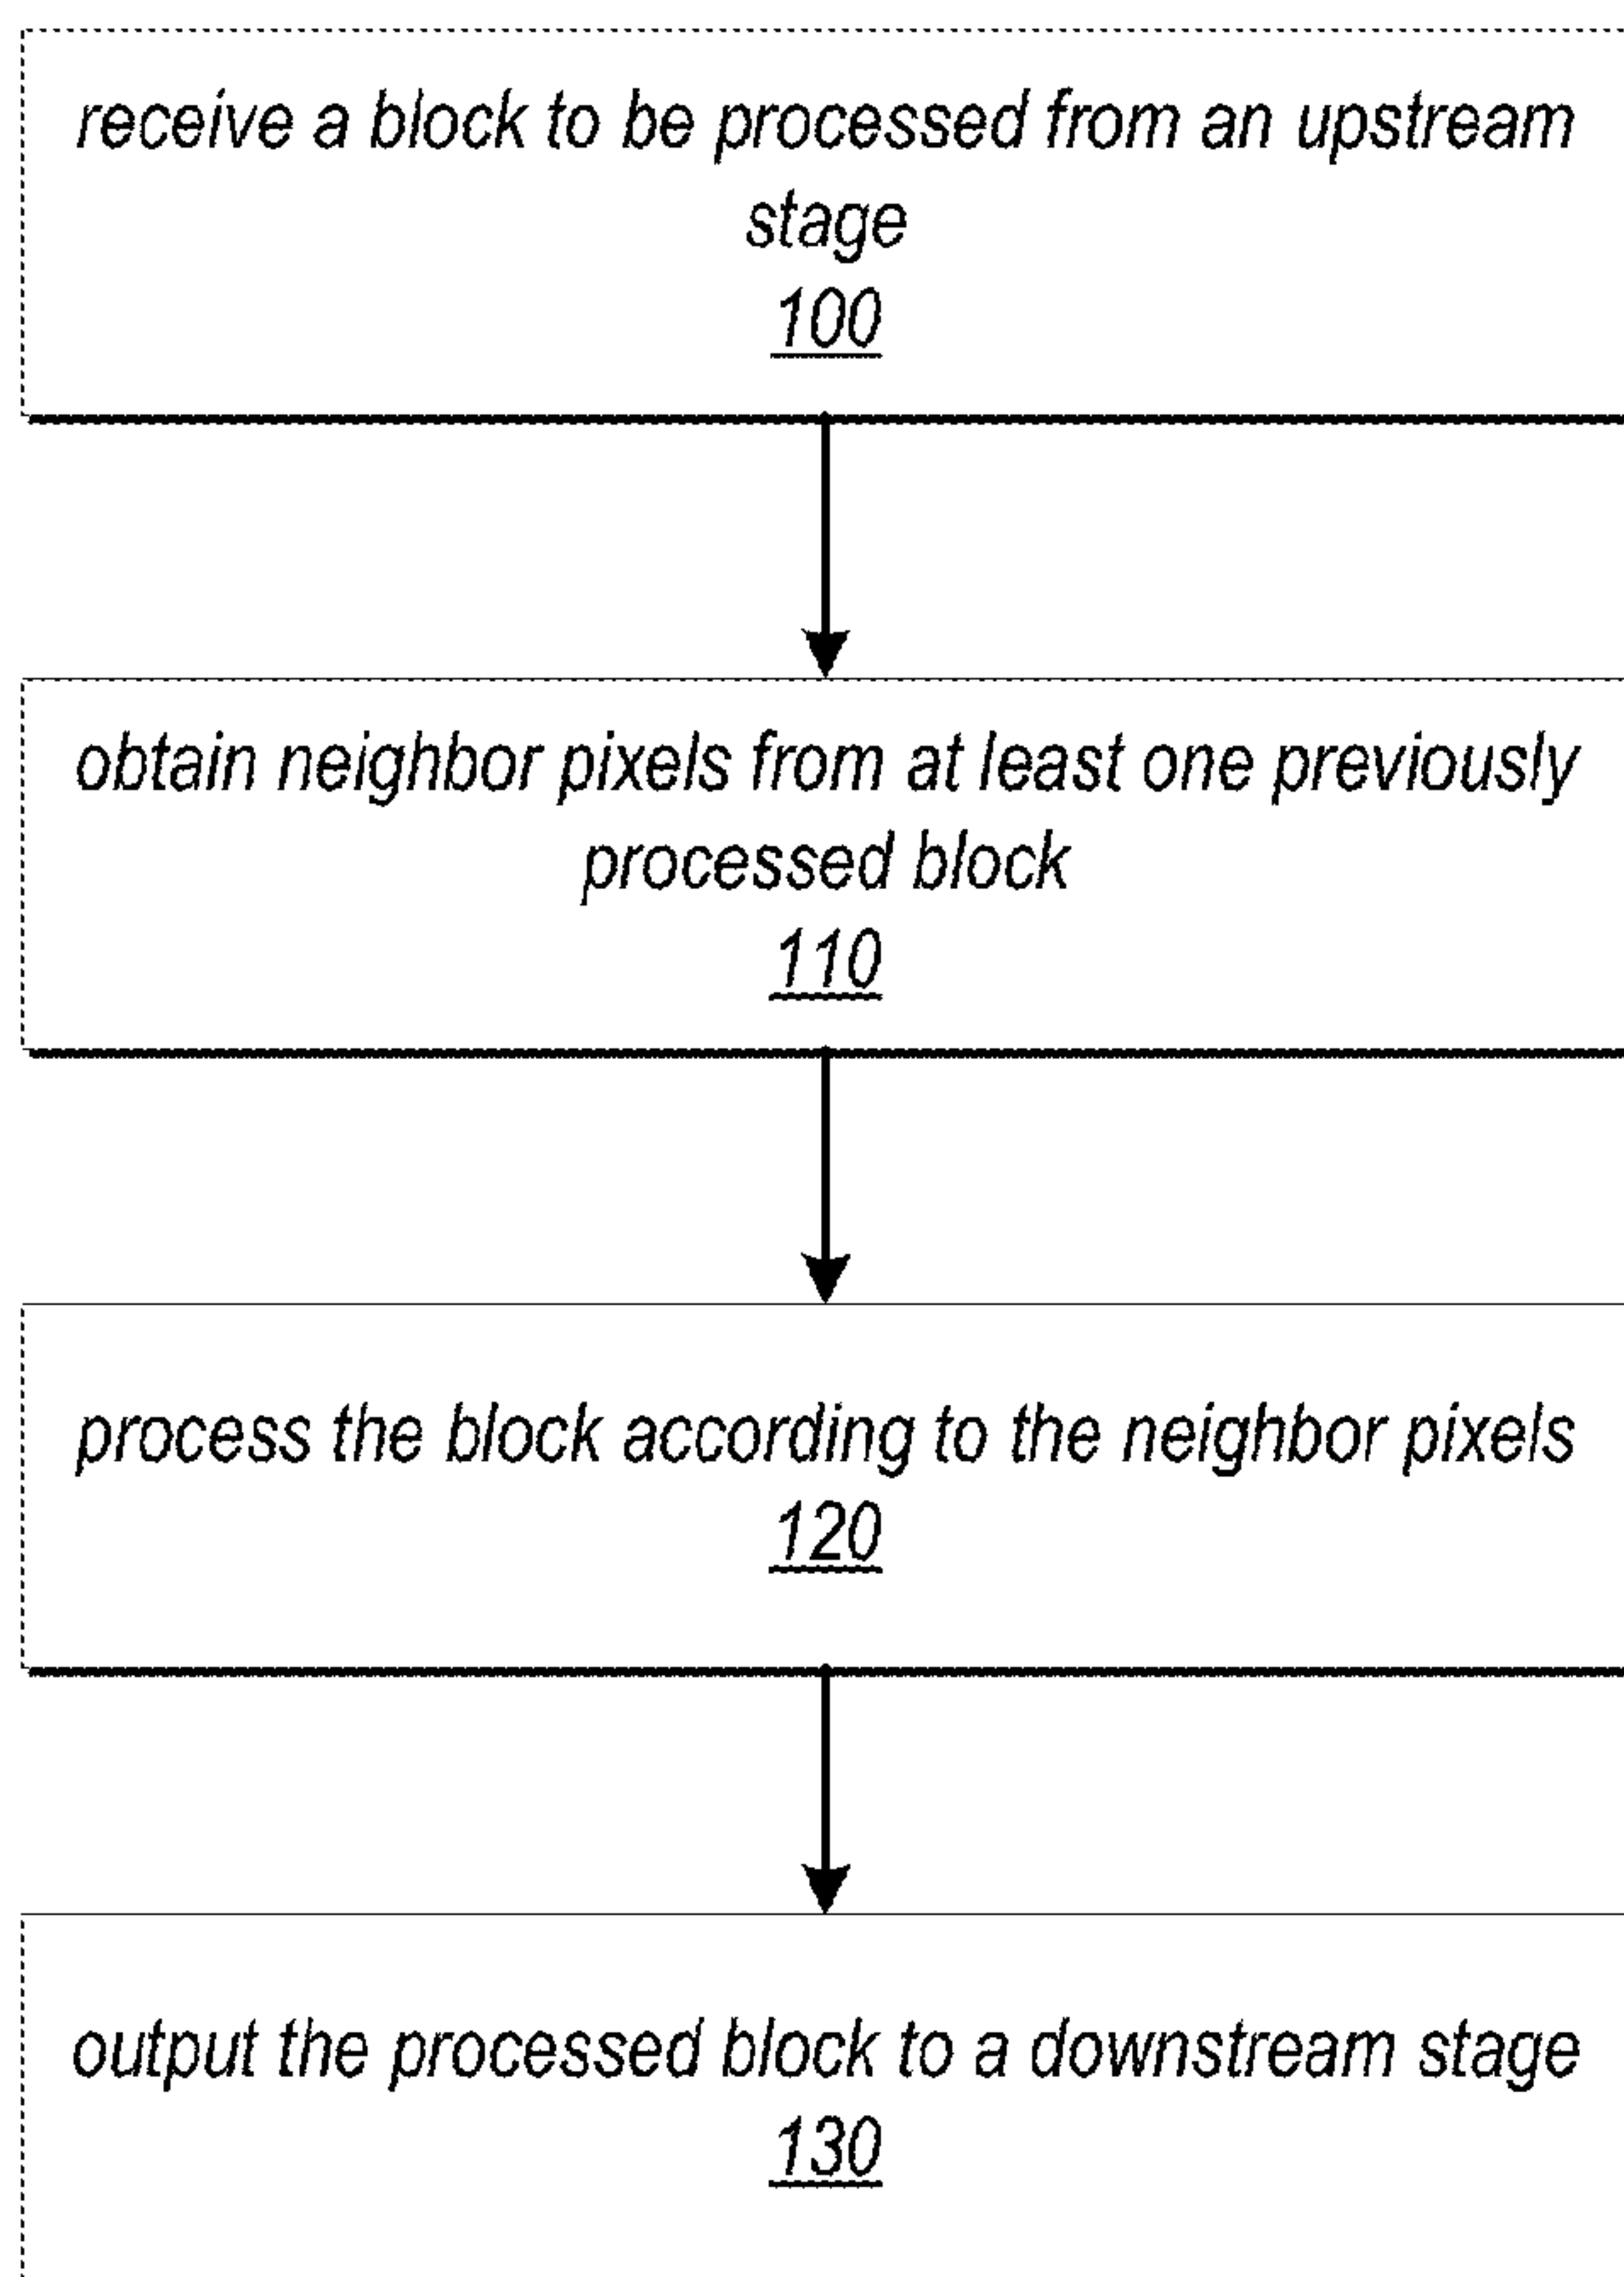 receive a block to be processed from an upstream
stage
100
obtain neighbor pixels from at least one previously
processed block
110
process the block according to the neighbor pixels
120
output the processed block to a downstream stage
130